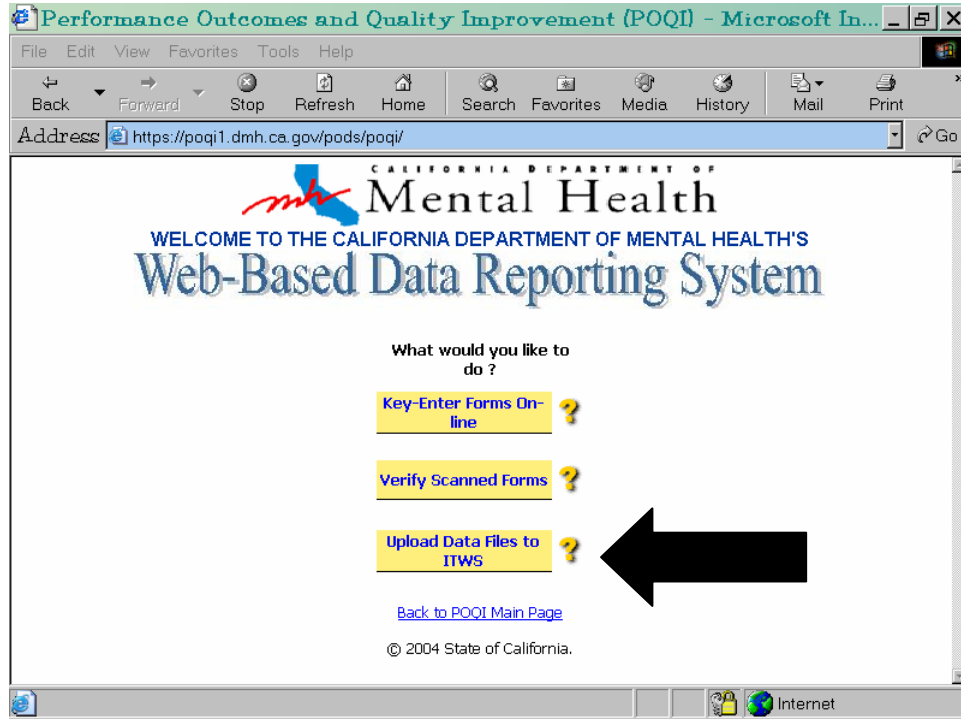 Performance Outcomes and Quality Improvement (POQI) - Microsoft In...
File Edit View Favorites Tools Help
Back Forward Stop Refresh Home Search Favorites Media History Mail Print »
Address https://poqi1.dmh.ca.gov/pods/poqi/ Go
CALIFORNIA DEPARTMENT OF
mh Mental Health
WELCOME TO THE CALIFORNIA DEPARTMENT OF MENTAL HEALTH'S
Web-Based Data Reporting System
What would you like to
do ?
Key-Enter Forms On-
line ?
Verify Scanned Forms ?
Upload Data Files to
ITWS ?
Back to POQI Main Page
© 2004 State of California.
Internet